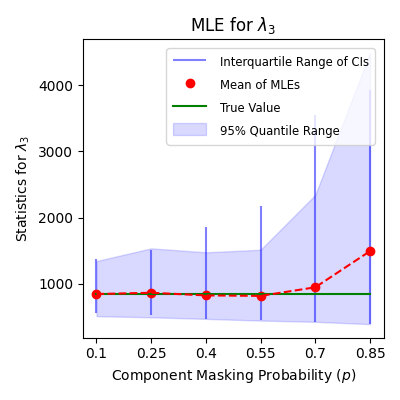 MLE for λ₃
Interquartile Range of CIs
Mean of MLEs
True Value
95% Quantile Range
Statistics for λ₃
4000
3000
2000
1000
0.1 0.25 0.4 0.55 0.7 0.85
Component Masking Probability (p)